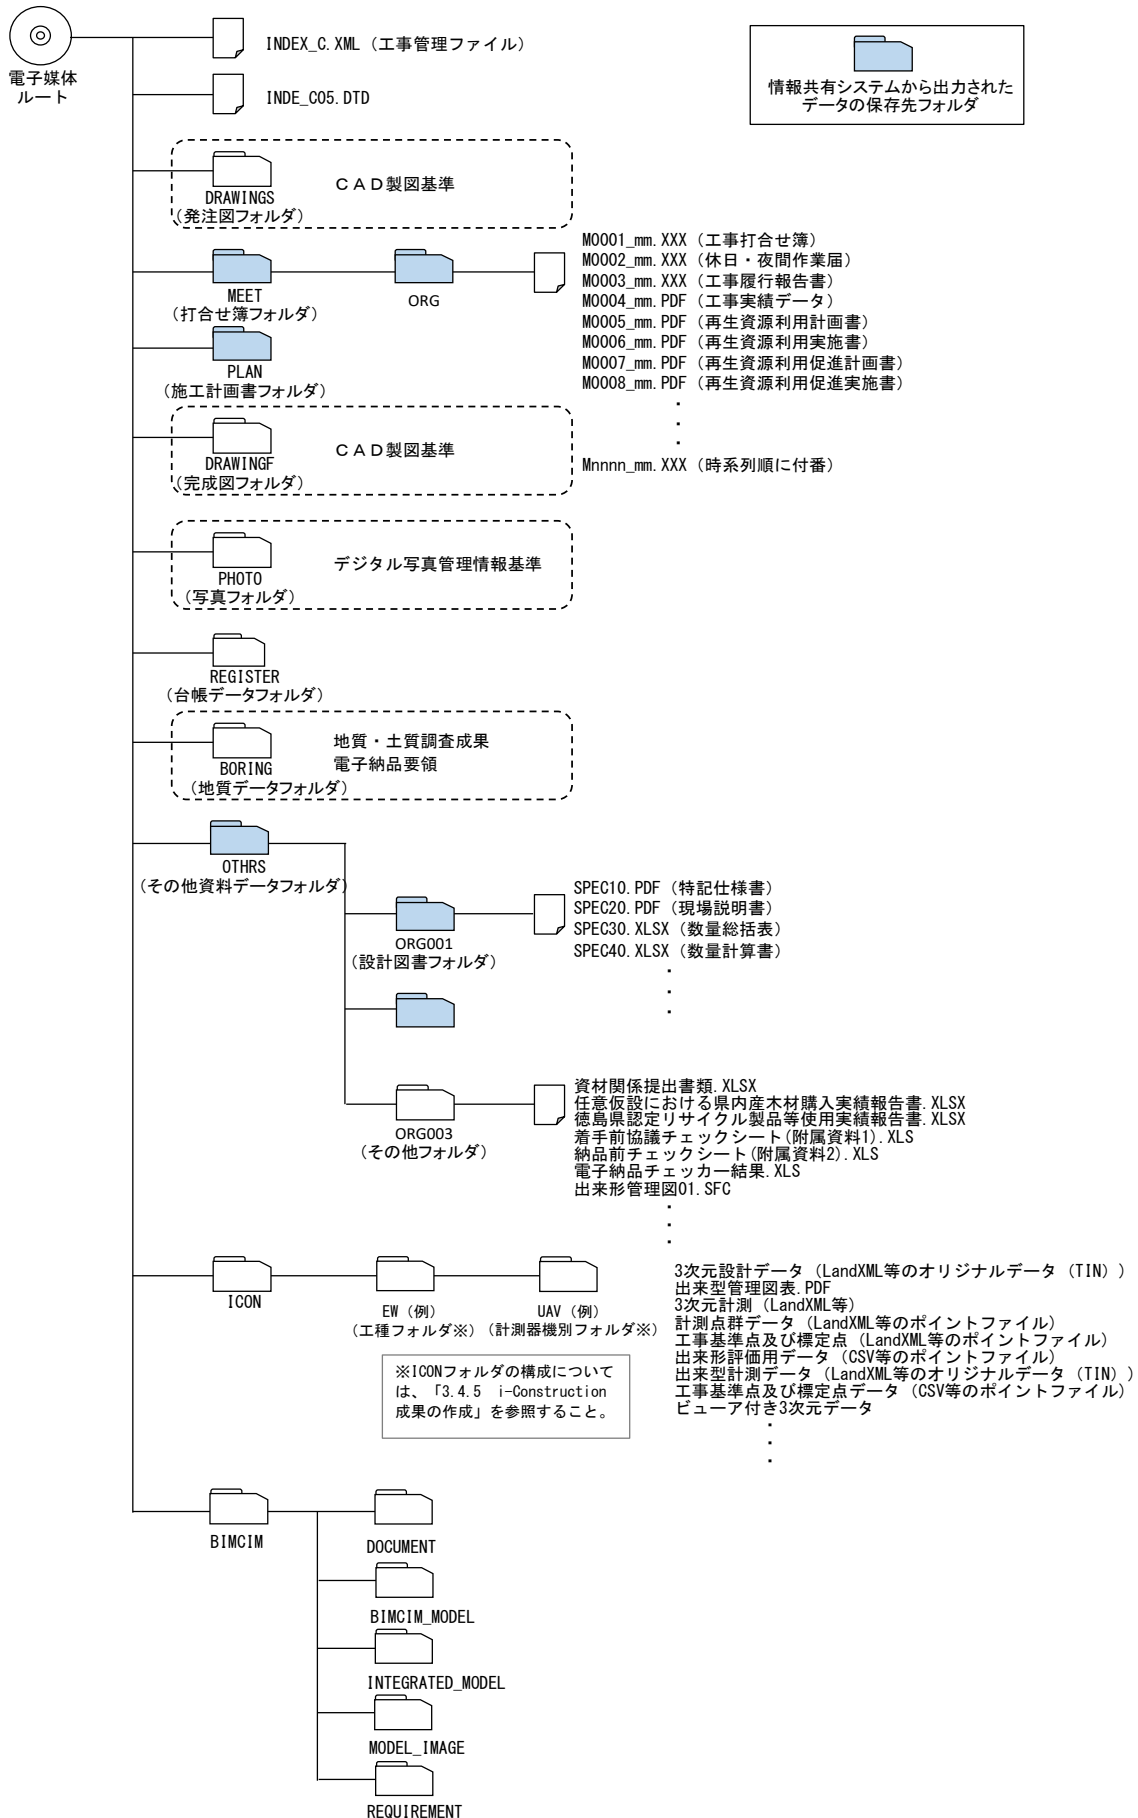 電子媒体
ルート
INDEX_C.XML（工事管理ファイル）
INDE_C05.DTD
情報共有システムから出力された
データの保存先フォルダ
DRAWINGS
（発注図フォルダ）
ＣＡＤ製図基準
MEET
（打合せ簿フォルダ）
ORG
M0001_mm.XXX（工事打合せ簿）
M0002_mm.XXX（休日・夜間作業届）
M0003_mm.XXX（工事履行報告書）
M0004_mm.PDF（工事実績データ）
M0005_mm.PDF（再生資源利用計画書）
M0006_mm.PDF（再生資源利用実施書）
M0007_mm.PDF（再生資源利用促進計画書）
M0008_mm.PDF（再生資源利用促進実施書）
・
・
・
Mnnnn_mm.XXX（時系列順に付番）
PLAN
（施工計画書フォルダ）
DRAWINGF
（完成図フォルダ）
ＣＡＤ製図基準
PHOTO
（写真フォルダ）
デジタル写真管理情報基準
REGISTER
（台帳データフォルダ）
BORING
（地質データフォルダ）
地質・土質調査成果
電子納品要領
OTHRS
（その他資料データフォルダ）
ORG001
（設計図書フォルダ）
SPEC10.PDF（特記仕様書）
SPEC20.PDF（現場説明書）
SPEC30.XLSX（数量総括表）
SPEC40.XLSX（数量計算書）
・
・
・
ORG003
（その他フォルダ）
資材関係提出書類.XLSX
任意仮設における県内産木材購入実績報告書.XLSX
徳島県認定リサイクル製品等使用実績報告書.XLSX
着手前協議チェックシート(附属資料1).XLS
納品前チェックシート(附属資料2).XLS
電子納品チェッカー結果.XLS
出来形管理図01.SFC
・
・
・
ICON
EW（例）
（工種フォルダ※）
UAV（例）
（計測器機別フォルダ※）
3次元設計データ（LandXML等のオリジナルデータ（TIN））
出来型管理図表.PDF
3次元計測（LandXML等）
計測点群データ（LandXML等のポイントファイル）
工事基準点及び標定点（LandXML等のポイントファイル）
出来形評価用データ（CSV等のポイントファイル）
出来型計測データ（LandXML等のオリジナルデータ（TIN））
工事基準点及び標定点データ（CSV等のポイントファイル）
ビューア付き3次元データ
・
・
・
※ICONフォルダの構成について
は、「3.4.5 i-Construction
成果の作成」を参照すること。
BIMCIM
DOCUMENT
BIMCIM_MODEL
INTEGRATED_MODEL
MODEL_IMAGE
REQUIREMENT